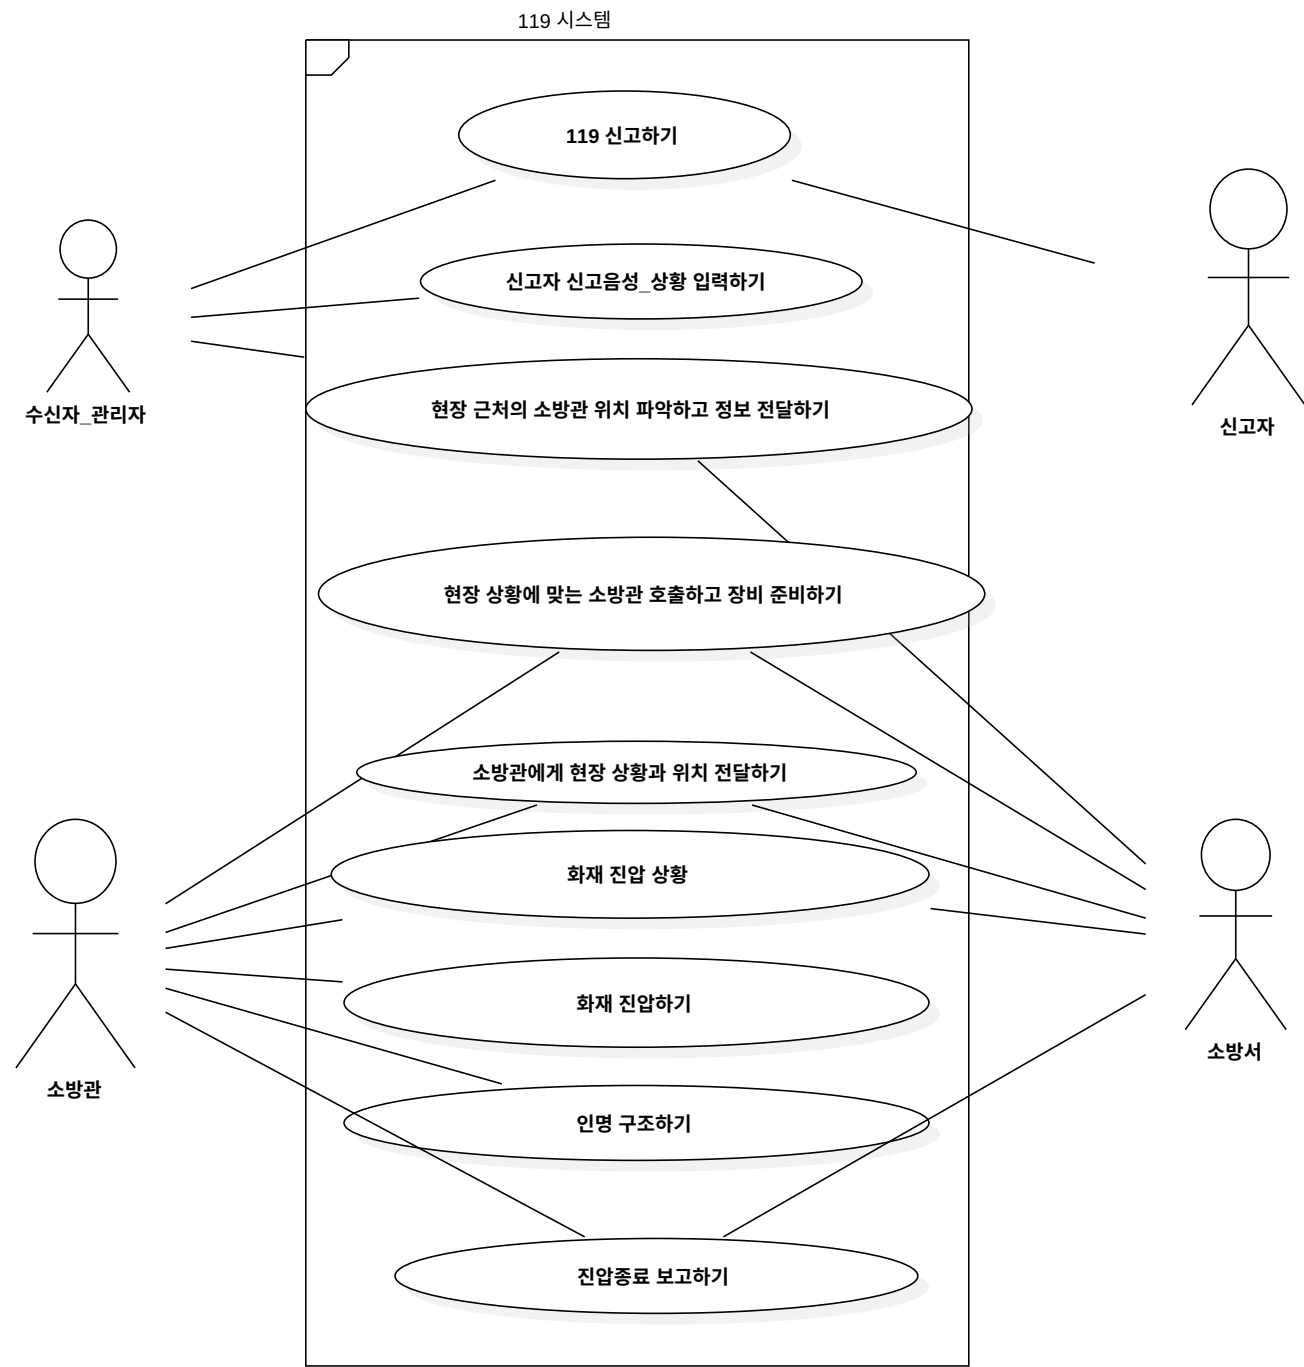 119 시스템
119 신고하기
신고자 신고음성_상황 입력하기
현장 근처의 소방관 위치 파악하고 정보 전달하기
수신자_관리자
신고자
현장 상황에 맞는 소방관 호출하고 장비 준비하기
소방관에게 현장 상황과 위치 전달하기
화재 진압 상황
화재 진압하기
소방관
소방서
인명 구조하기
진압종료 보고하기